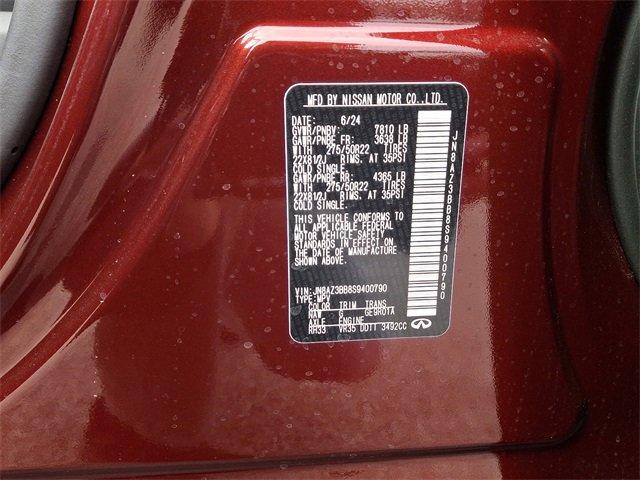 MFD BY NISSAN MOTOR CO.,LTD.
DATE: 6/24
GVWR/PNBV: 7810 LB
GAWR/PNBE FR: 3638 LB
WITH 275/50R22 TIRES
22X8 1/2J RIMS, AT 35PSI
COLD SINGLE.
GAWR/PNBE RR: 4365 LB
WITH 275/50R22 TIRES
22X8 1/2J RIMS, AT 35PSI
COLD SINGLE.
THIS VEHICLE CONFORMS TO
ALL APPLICABLE FEDERAL
MOTOR VEHICLE SAFETY
STANDARDS IN EFFECT ON
THE DATE OF MANUFACTURE
SHOWN ABOVE.
VIN:JN8AZ3BB8S9400790
TYPE:MPV
COLOR TRIM TRANS
NAW G GE9R01A
AXLE ENGINE
RH33 VR35 DDTT 3492CC
JN8AZ3BB8S9400790